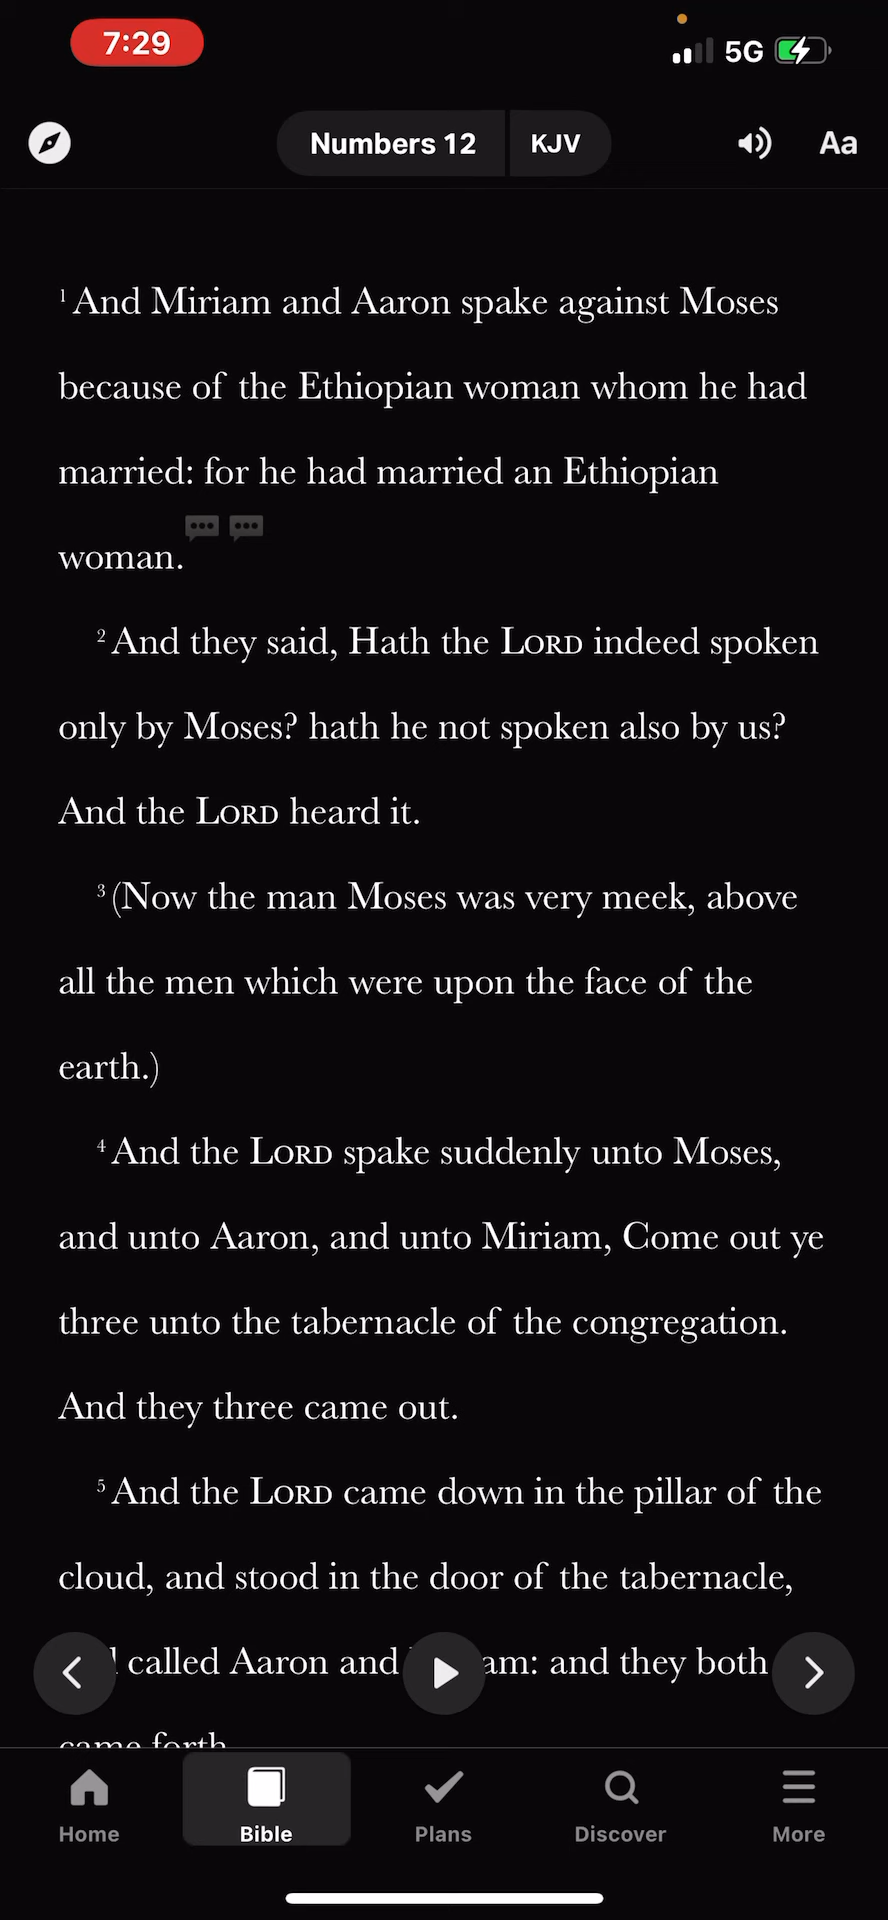 7:29
5G
Numbers 12 KJV Aa
1 And Miriam and Aaron spake against Moses
because of the Ethiopian woman whom he had
married: for he had married an Ethiopian
woman.
2 And they said, Hath the LORD indeed spoken
only by Moses? hath he not spoken also by us?
And the LORD heard it.
3 (Now the man Moses was very meek, above
all the men which were upon the face of the
earth.)
4 And the LORD spake suddenly unto Moses,
and unto Aaron, and unto Miriam, Come out ye
three unto the tabernacle of the congregation.
And they three came out.
5 And the LORD came down in the pillar of the
cloud, and stood in the door of the tabernacle,
called Aaron and am: and they both
came forth
Home Bible Plans Discover More